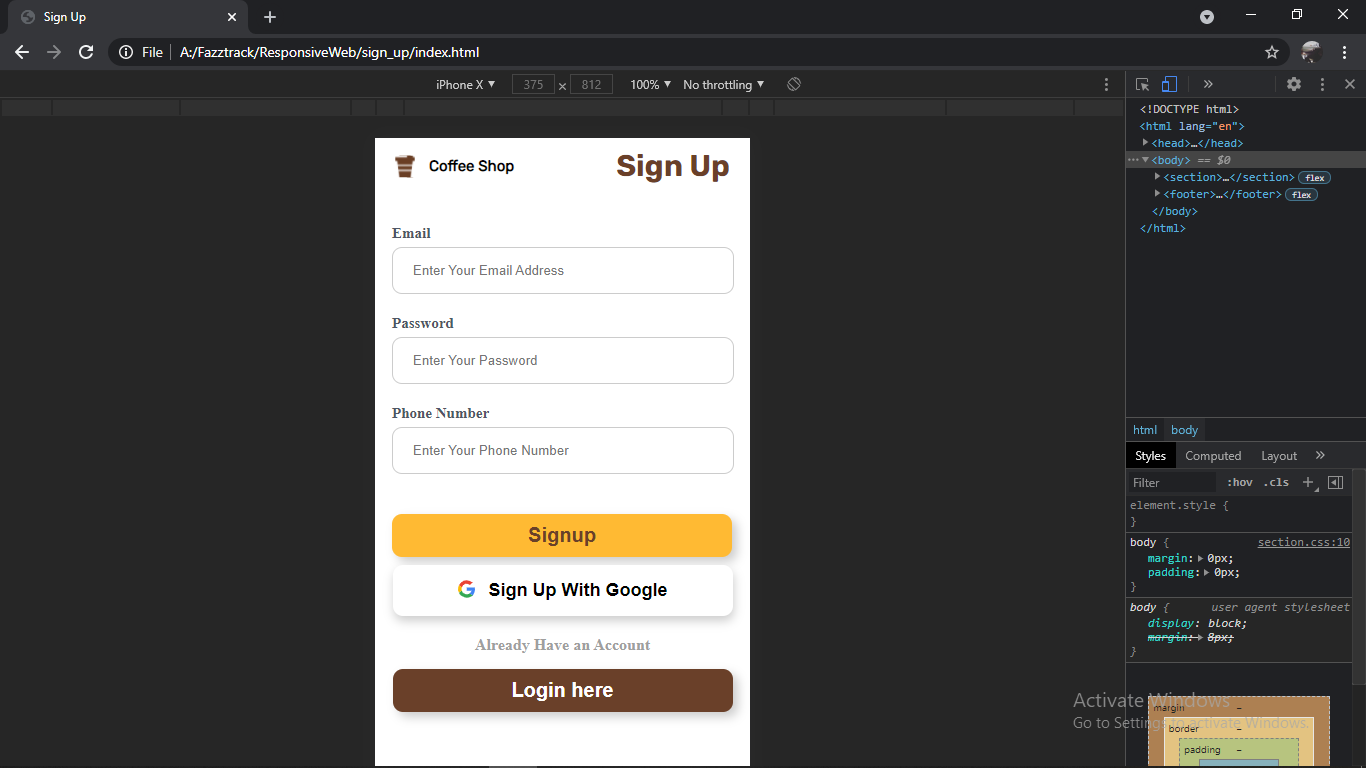 Sign Up
File A:/Fazztrack/ResponsiveWeb/sign_up/index.html
iPhone X ▼ 375 x 812 100% ▼ No throttling ▼
<!DOCTYPE html>
<html lang="en">
<head>…</head>
<body> == $0
<section>…</section> flex
<footer>…</footer> flex
</body>
</html>
Coffee Shop Sign Up
Email
Enter Your Email Address
Password
Enter Your Password
Phone Number
Enter Your Phone Number
Signup
Sign Up With Google
Already Have an Account
Login here
html body
Styles Computed Layout »
Filter :hov .cls +
element.style {
}
body { section.css:10
margin: 0px;
padding: 0px;
}
body { user agent stylesheet
display: block;
margin: 8px;
}
margin –
border –
padding –
Activate Windows
Go to Settings to activate Windows.